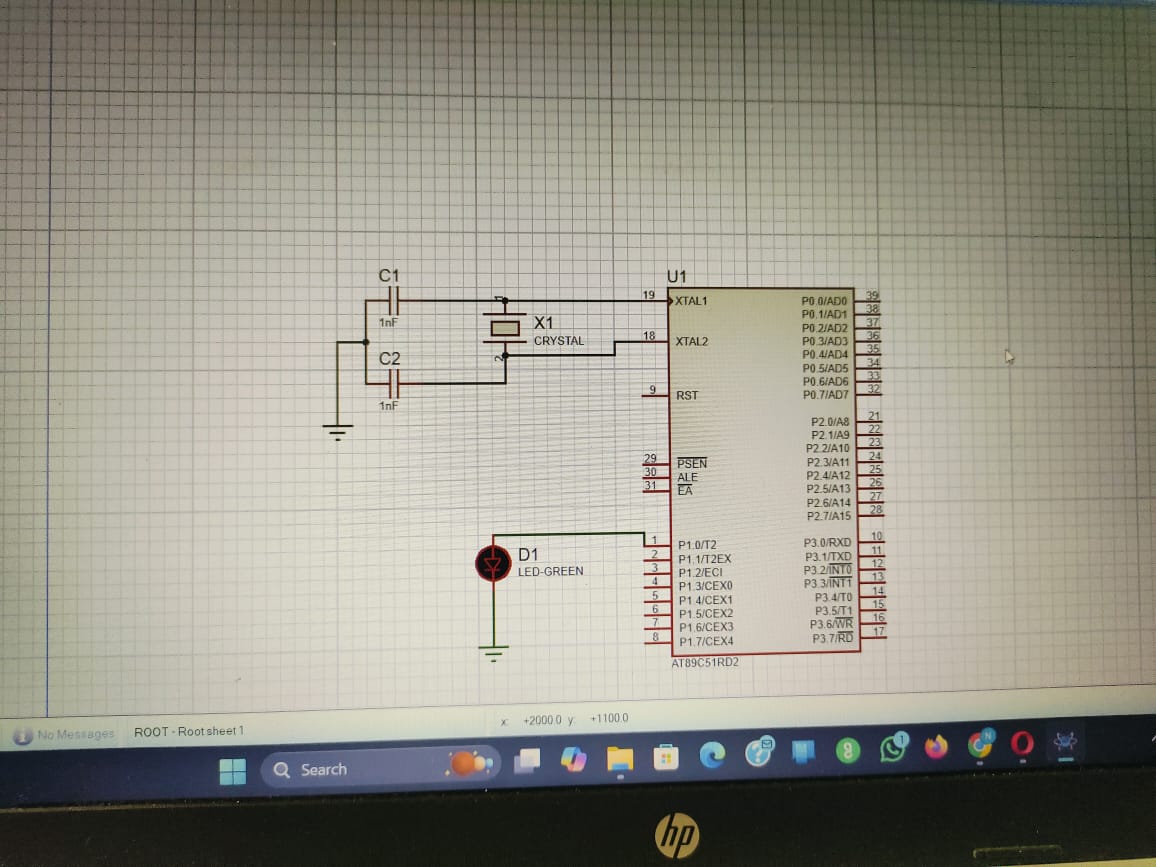 C1
1nF
C2
1nF
1
X1
CRYSTAL
2
U1
19
XTAL1
18
XTAL2
9
RST
29
PSEN
30
ALE
31
EA
1
P1.0/T2
2
P1.1/T2EX
3
P1.2/ECI
4
P1.3/CEX0
5
P1.4/CEX1
6
P1.5/CEX2
7
P1.6/CEX3
8
P1.7/CEX4
P0.0/AD0
39
P0.1/AD1
38
P0.2/AD2
37
P0.3/AD3
36
P0.4/AD4
35
P0.5/AD5
34
P0.6/AD6
33
P0.7/AD7
32
P2.0/A8
21
P2.1/A9
22
P2.2/A10
23
P2.3/A11
24
P2.4/A12
25
P2.5/A13
26
P2.6/A14
27
P2.7/A15
28
P3.0/RXD
10
P3.1/TXD
11
P3.2/INT0
12
P3.3/INT1
13
P3.4/T0
14
P3.5/T1
15
P3.6/WR
16
P3.7/RD
17
AT89C51RD2
D1
LED-GREEN
No Messages
ROOT - Root sheet 1
x: +2000.0 y: +1100.0
Search
8
1
N
hp